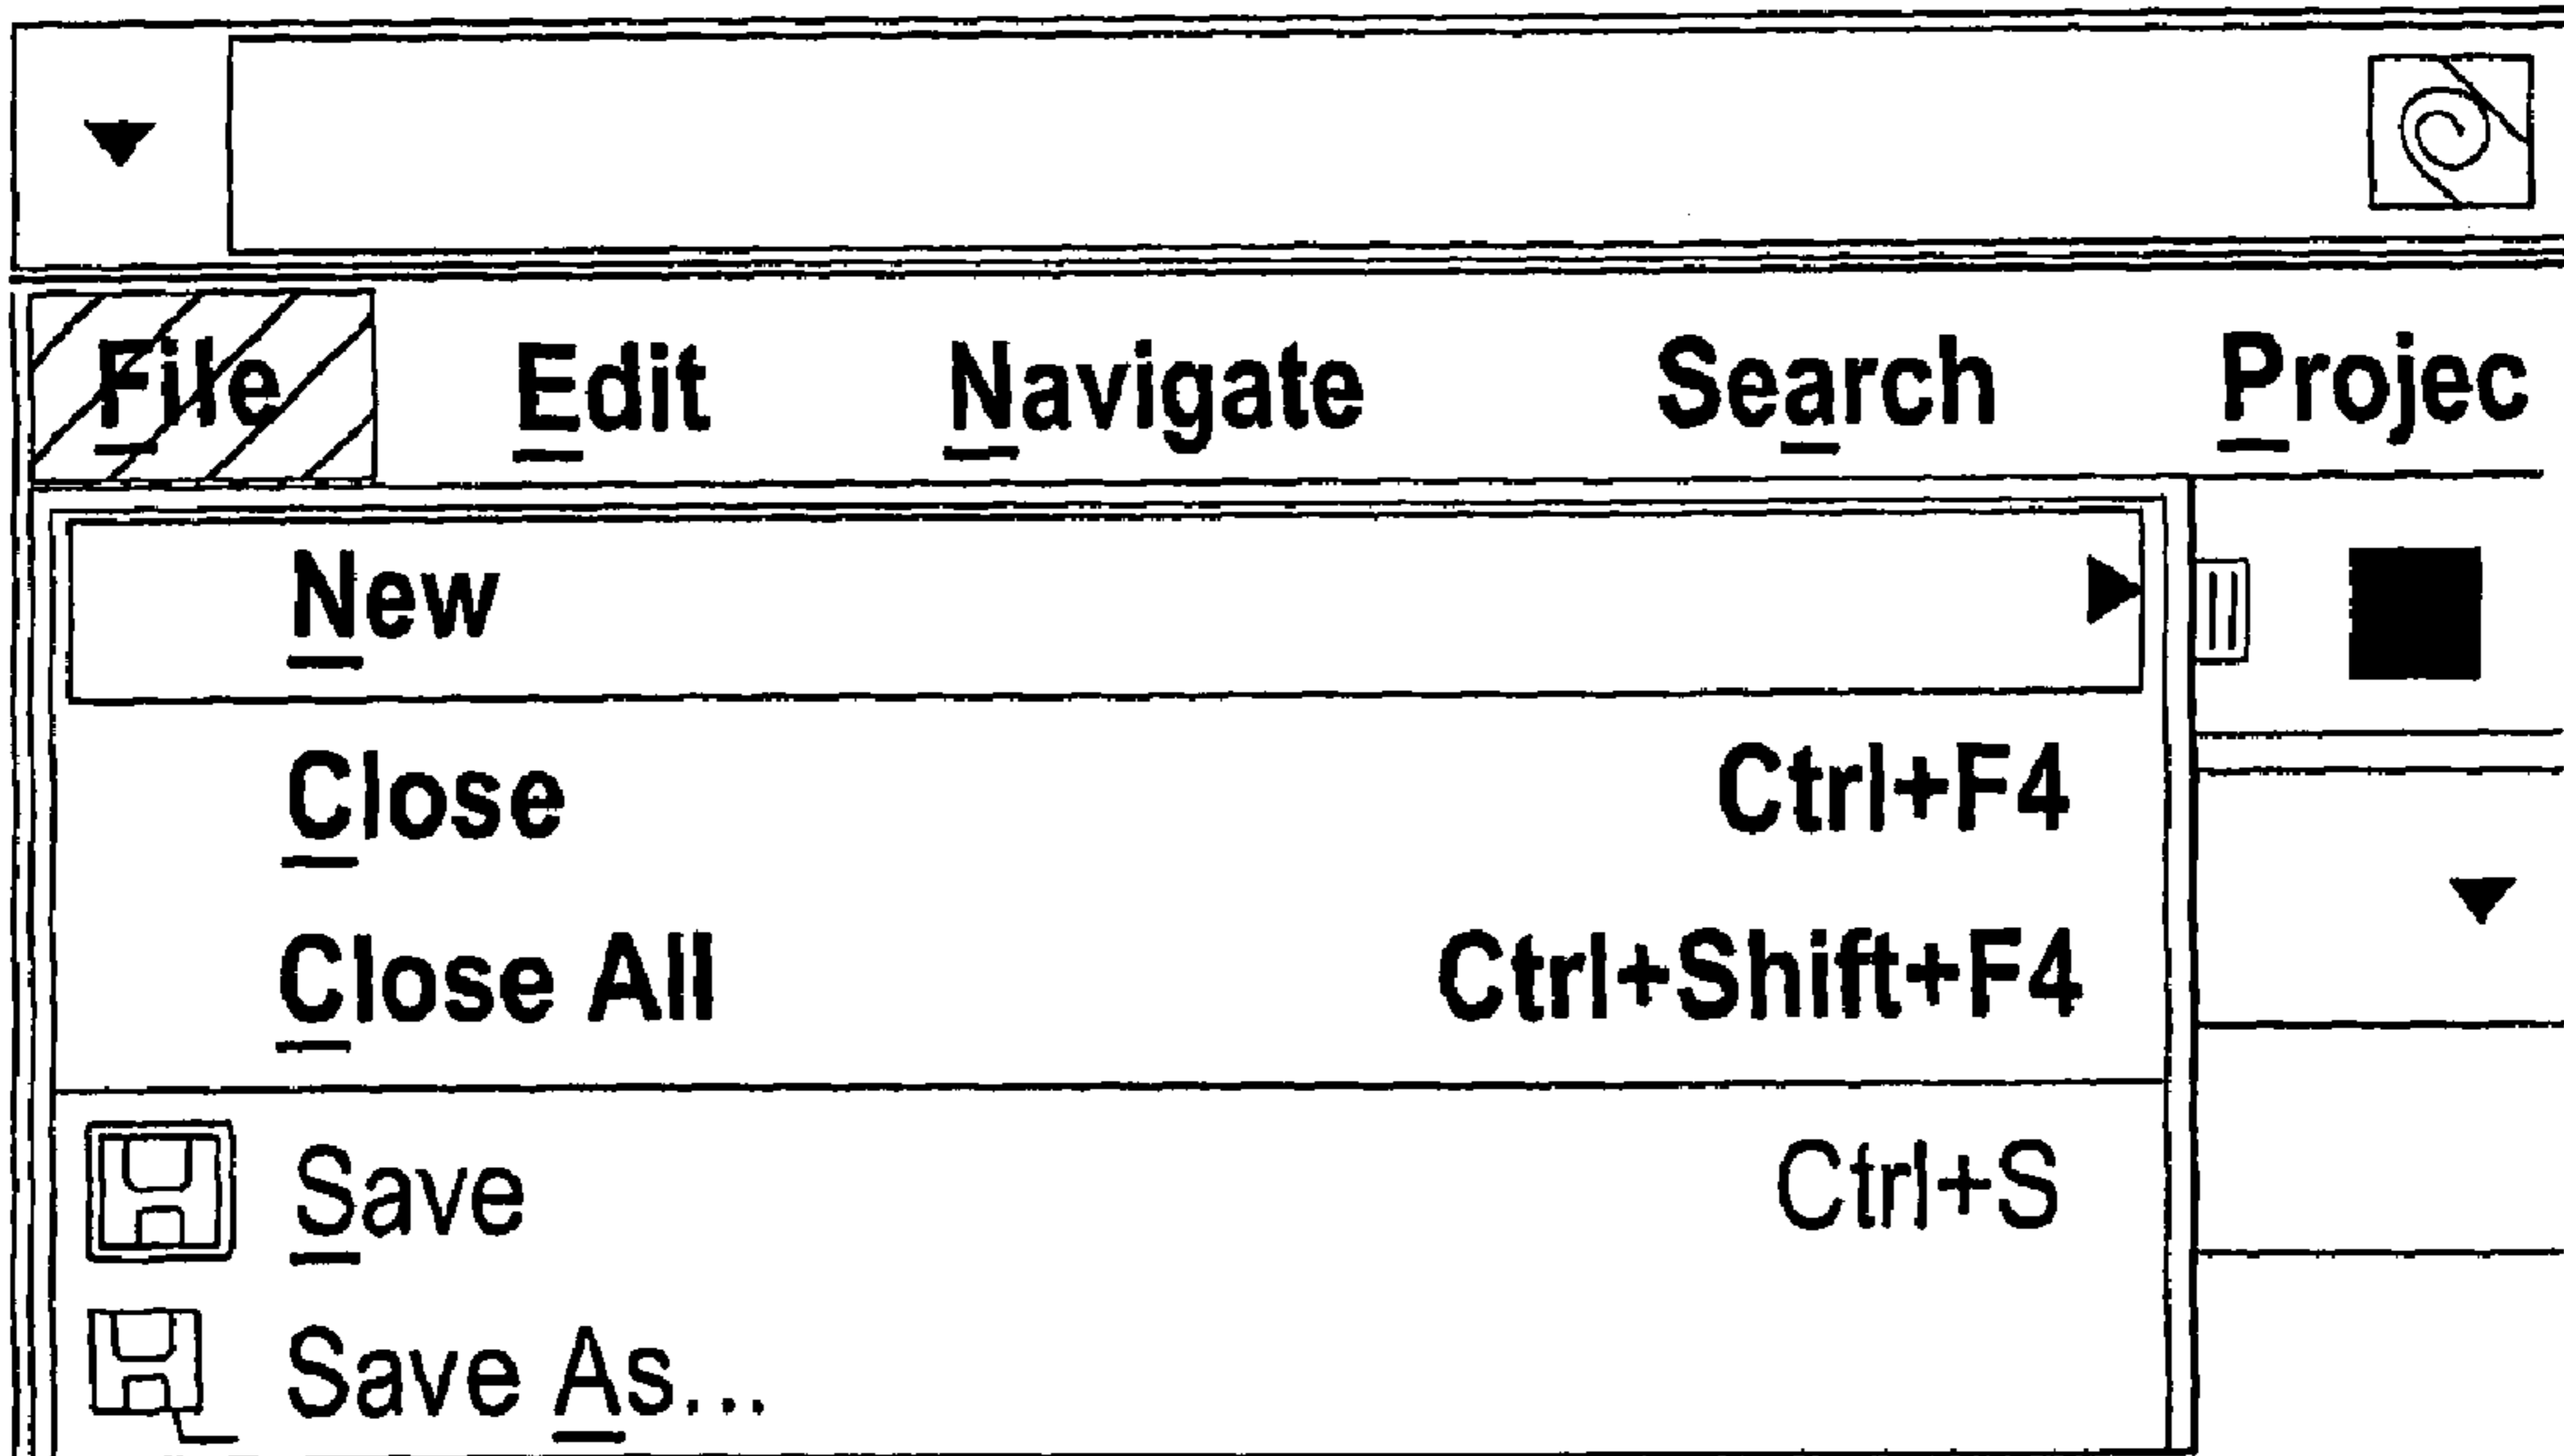 File Edit Navigate Search Projec
New
Close Ctrl+F4
Close All Ctrl+Shift+F4
Save Ctrl+S
Save As...